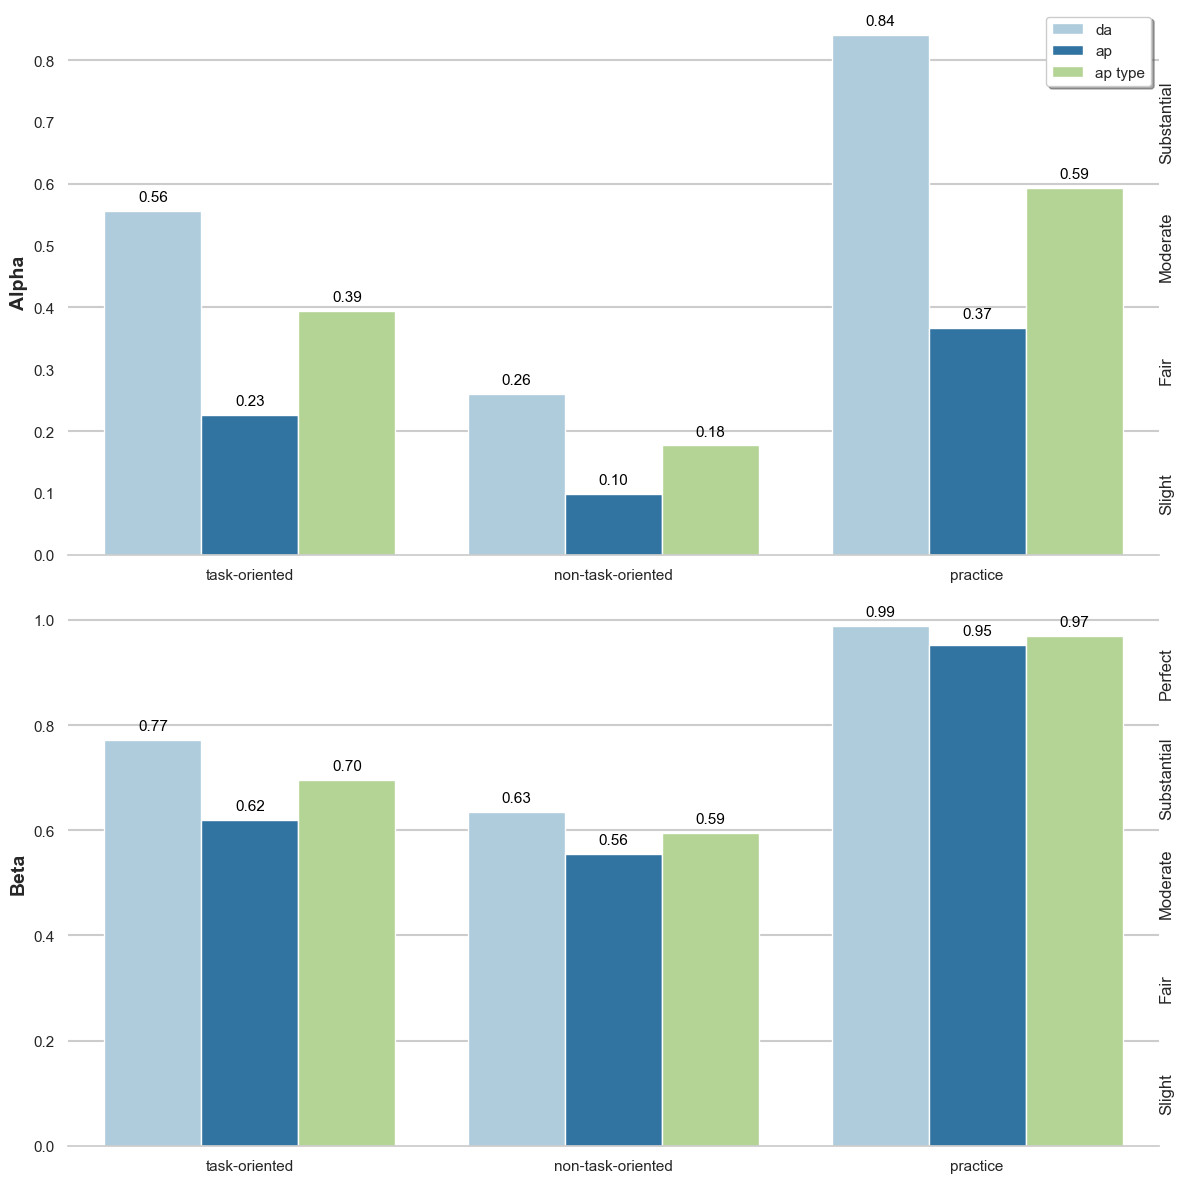 0.84
da
ap
ap type
0.8
0.7
0.6
0.5
0.4
0.3
0.2
0.1
0.0
Alpha
0.56
0.23
0.39
0.26
0.10
0.18
0.37
0.59
Substantial
Moderate
Fair
Slight
task-oriented
non-task-oriented
practice
1.0
0.8
0.6
0.4
0.2
0.0
Beta
0.77
0.62
0.70
0.63
0.56
0.59
0.99
0.95
0.97
Perfect
Substantial
Moderate
Fair
Slight
task-oriented
non-task-oriented
practice